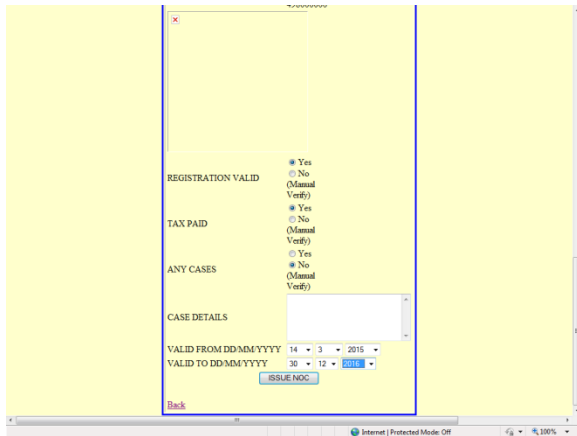 REGISTRATION VALID
Yes
No
(Manual
Verify)
TAX PAID
Yes
No
(Manual
Verify)
ANY CASES
Yes
No
(Manual
Verify)
CASE DETAILS
VALID FROM DD/MM/YYYY 14 3 2015
VALID TO DD/MM/YYYY 30 12 2016
ISSUE NOC
Back
Internet | Protected Mode: Off 100%